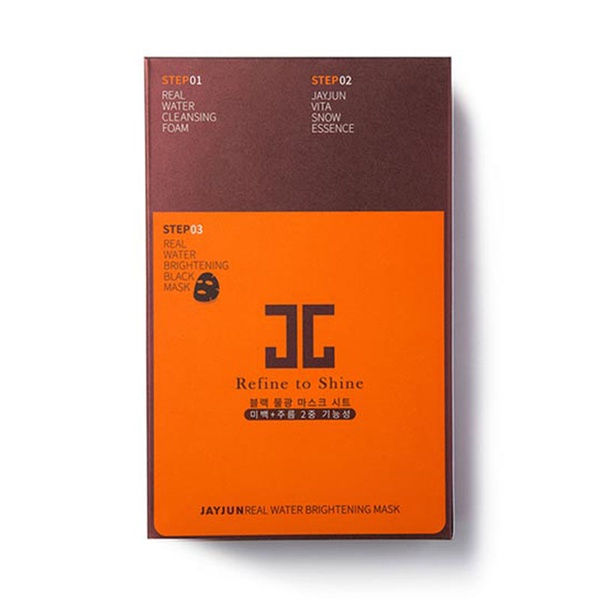 STEP01
REAL
WATER
CLEANSING
FOAM
STEP02
JAYJUN
VITA
SNOW
ESSENCE
STEP03
REAL
WATER
BRIGHTENING
BLACK
MASK
Refine to Shine
블랙 물광 마스크 시트
미백+주름 2중 기능성
JAYJUN REAL WATER BRIGHTENING MASK